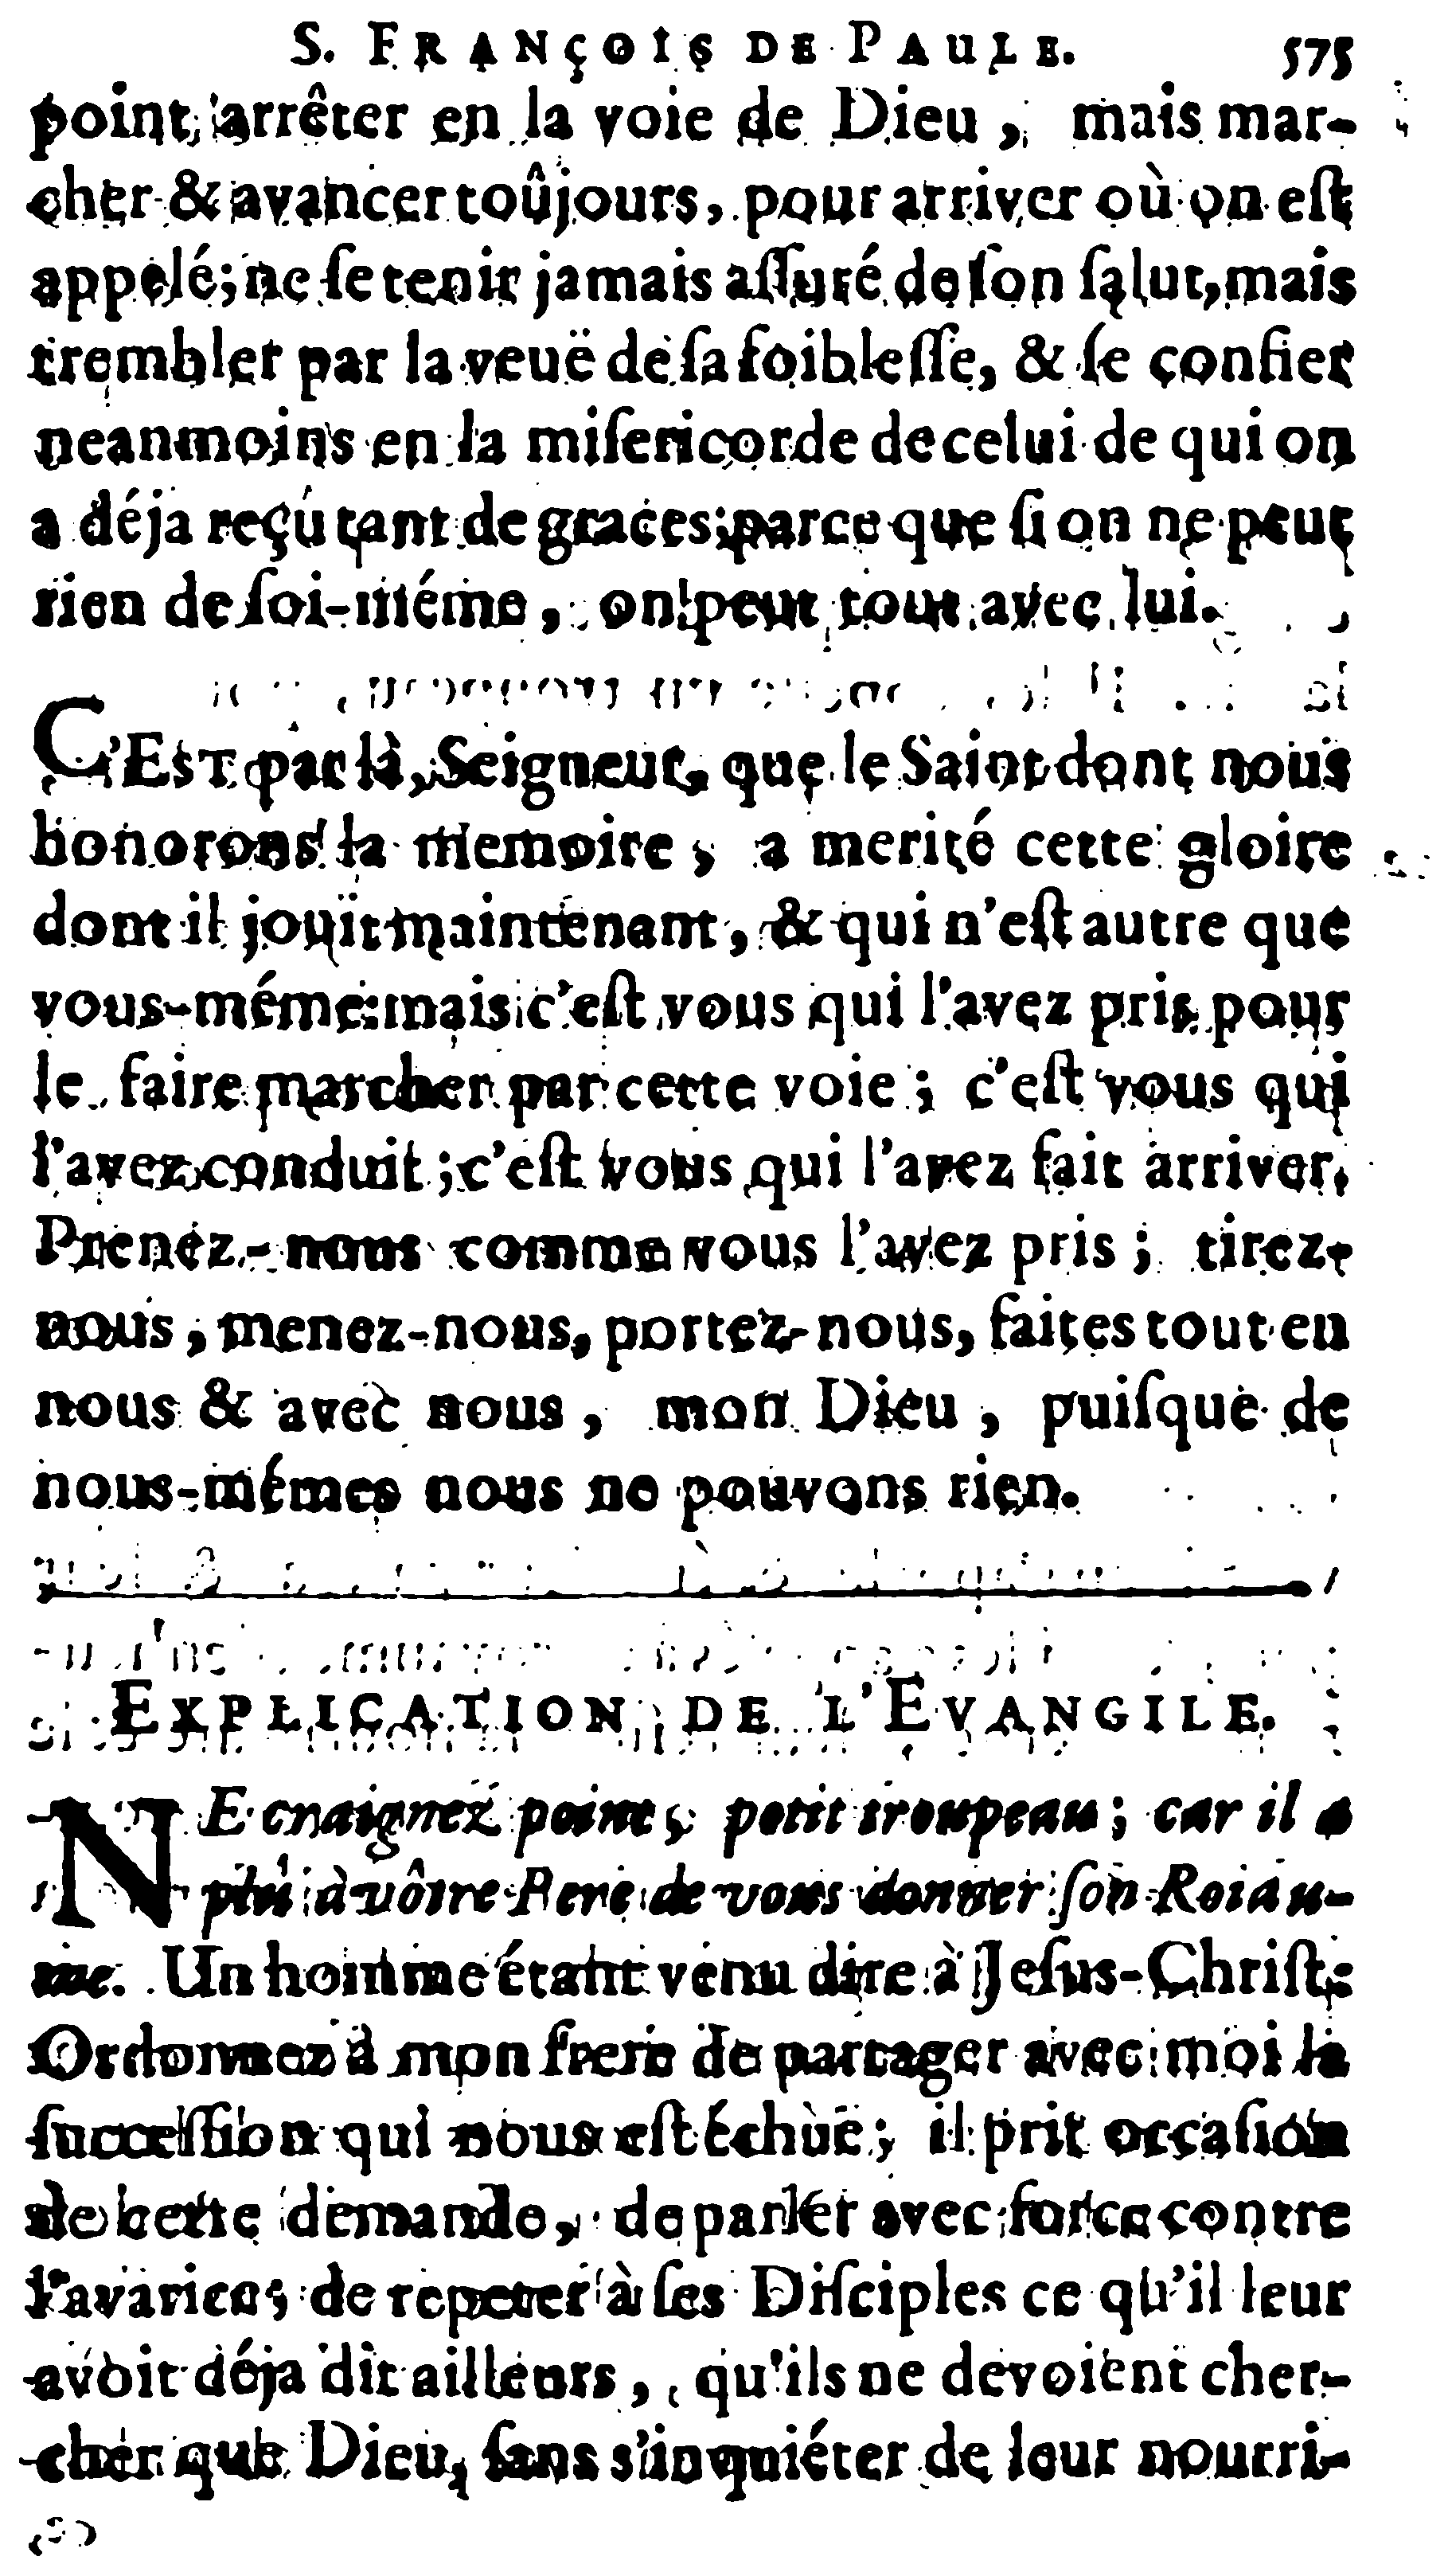 S. FRANÇOIS DE PAULE. 575
point arrêter en la voie de Dieu, mais mar-
cher & avancer toûjours, pour arriver où on eſt
appelé; ne ſe tenir jamais aſſuré de ſon ſalut, mais
trembler par la veuë de ſa foibleſſe, & ſe confier
neanmoins en la miſericorde de celui de qui on
a déja reçû tant de graces: parce que ſi on ne peut
rien de ſoi-méme, on peut tout avec lui.
C'EST par là, Seigneur, que le Saint dont nous
honorons la memoire, a merité cette gloire
dont il jouït maintenant, & qui n'eſt autre que
vous-méme: mais c'eſt vous qui l'avez pris pour
le faire marcher par cette voie; c'eſt vous qui
l'avez conduit; c'eſt vous qui l'avez fait arriver.
Prenez-nous comme vous l'avez pris; tirez-
nous, menez-nous, portez-nous, faites tout en
nous & avec nous, mon Dieu, puiſque de
nous-mémes nous ne pouvons rien.
EXPLICATION DE L'EVANGILE.
NE craignez point, petit troupeau; car il a
plû à vôtre Pere de vous donner ſon Roiau-
me. Un homme étant venu dire à Jeſus-Chriſt:
Ordonnez à mon frere de partager avec moi la
ſucceſſion qui nous eſt échuë; il prit occaſion
de cette demande, de parler avec force contre
l'avarice; de repeter à ſes Diſciples ce qu'il leur
avoit déja dit ailleurs, qu'ils ne devoient cher-
cher que Dieu, ſans s'inquiéter de leur nourri-